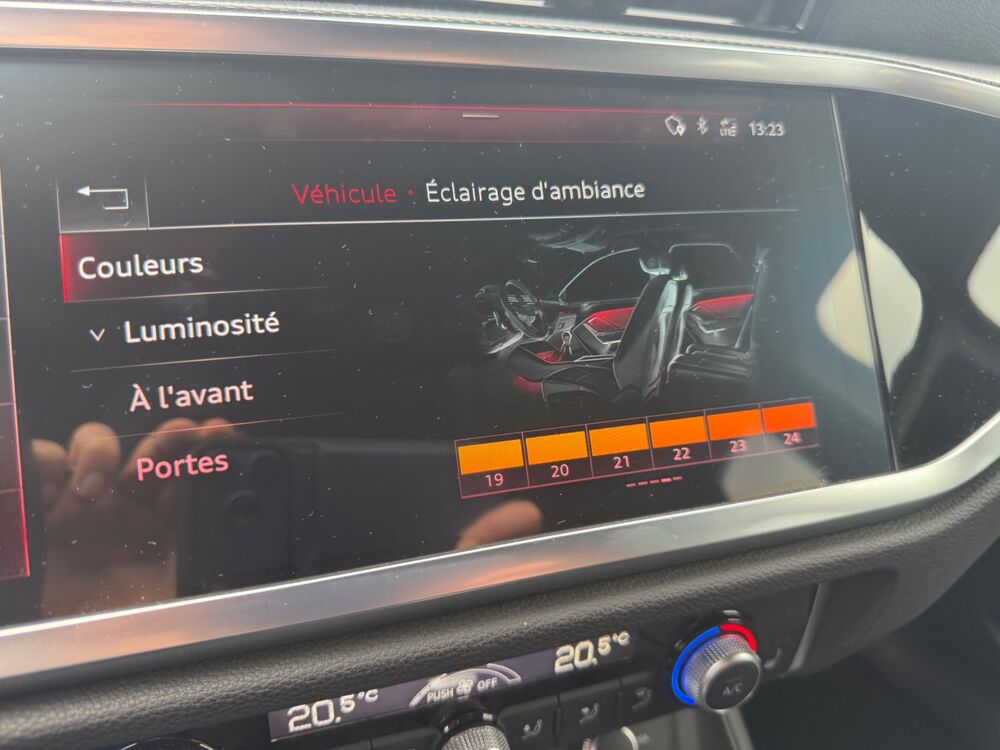 LTE 13:23
Véhicule · Éclairage d'ambiance
Couleurs
Luminosité
À l'avant
Portes
19 20 21 22 23 24
20.5°C PUSH OFF 20.5°C
A/C